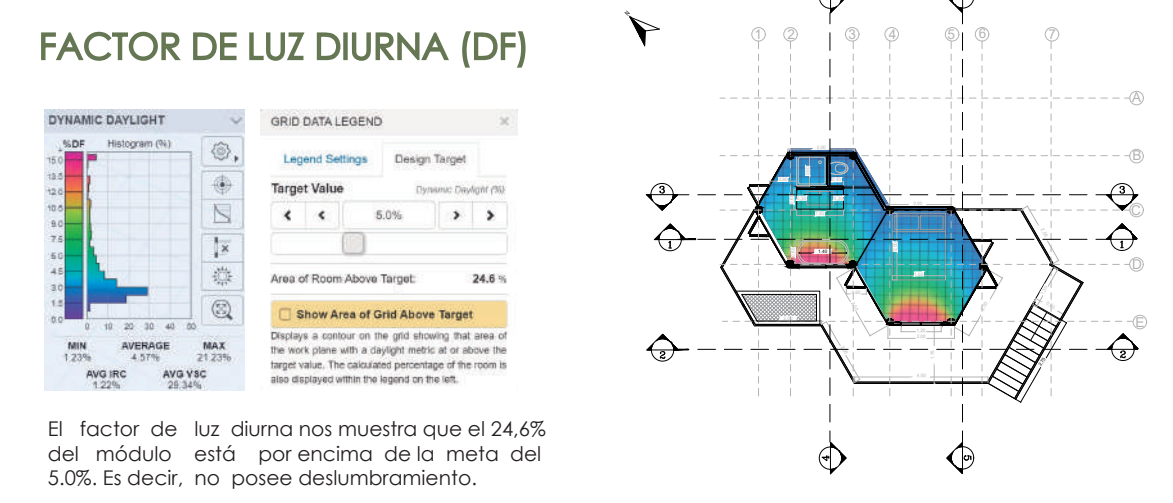 FACTOR DE LUZ DIURNA (DF)
DYNAMIC DAYLIGHT
%DF Histogram (%)
15.0
13.5
12.0
10.5
9.0
7.5
6.0
4.5
3.0
1.5
0.0
0 10 20 30 40 50
MIN AVERAGE MAX
1.23% 4.57% 21.23%
AVG IRC AVG VSC
1.22% 29.34%
GRID DATA LEGEND ×
Legend Settings Design Target
Target Value Dynamic Daylight (%)
5.0%
Area of Room Above Target: 24.6 %
Show Area of Grid Above Target
Displays a contour on the grid showing that area of
the work plane with a daylight metric at or above the
target value. The calculated percentage of the room is
also displayed within the legend on the left.
El factor de luz diurna nos muestra que el 24,6%
del módulo está por encima de la meta del
5.0%. Es decir, no posee deslumbramiento.
1 2 3 4 5 6 7
A
B
3 3
C
1 1
D
E
2 2
4 5